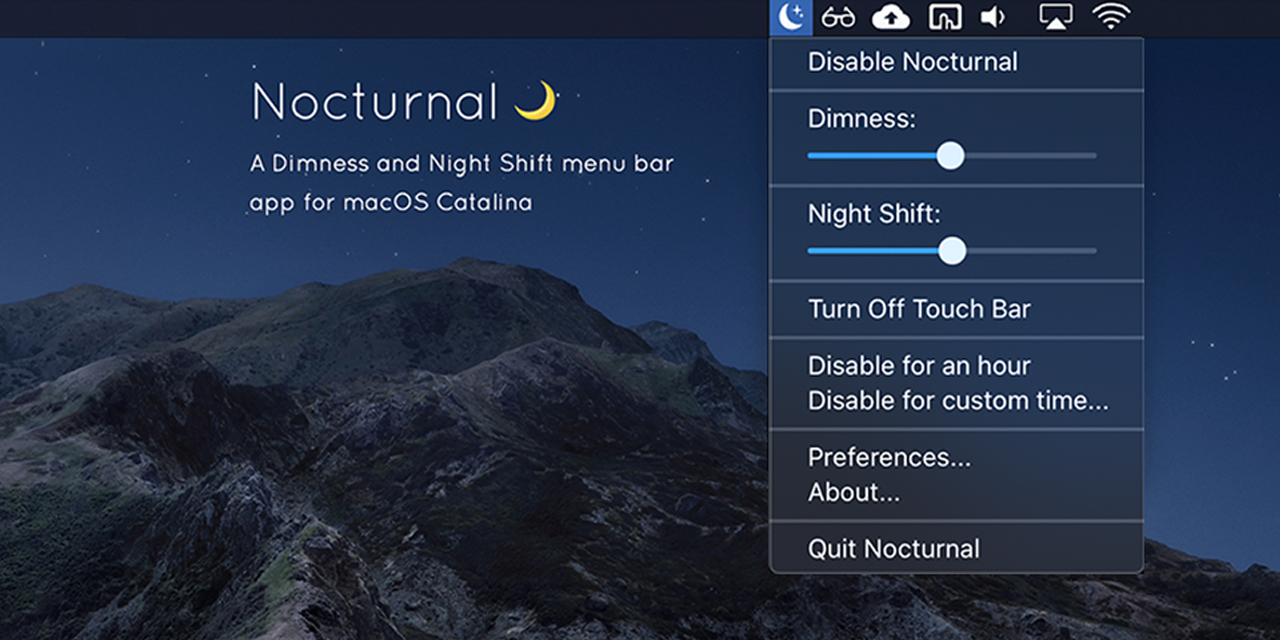 Nocturnal 🌙
A Dimness and Night Shift menu bar
app for macOS Catalina
Disable Nocturnal
Dimness:
Night Shift:
Turn Off Touch Bar
Disable for an hour
Disable for custom time...
Preferences...
About...
Quit Nocturnal